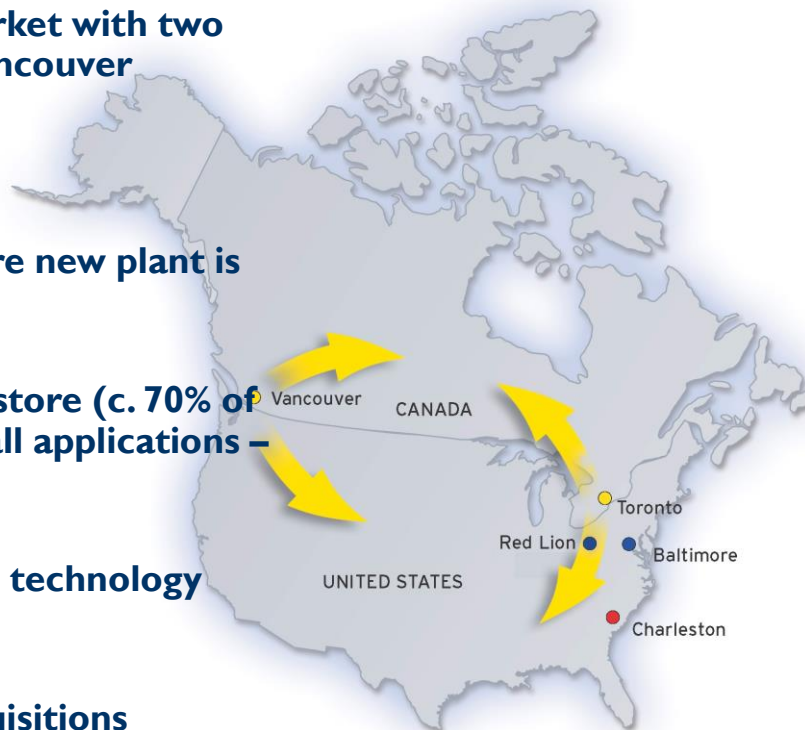 rket with two
ncouver
re new plant is
store (c. 70% of
all applications –
technology
uisitions
Vancouver
CANADA
Toronto
Red Lion
Baltimore
UNITED STATES
Charleston